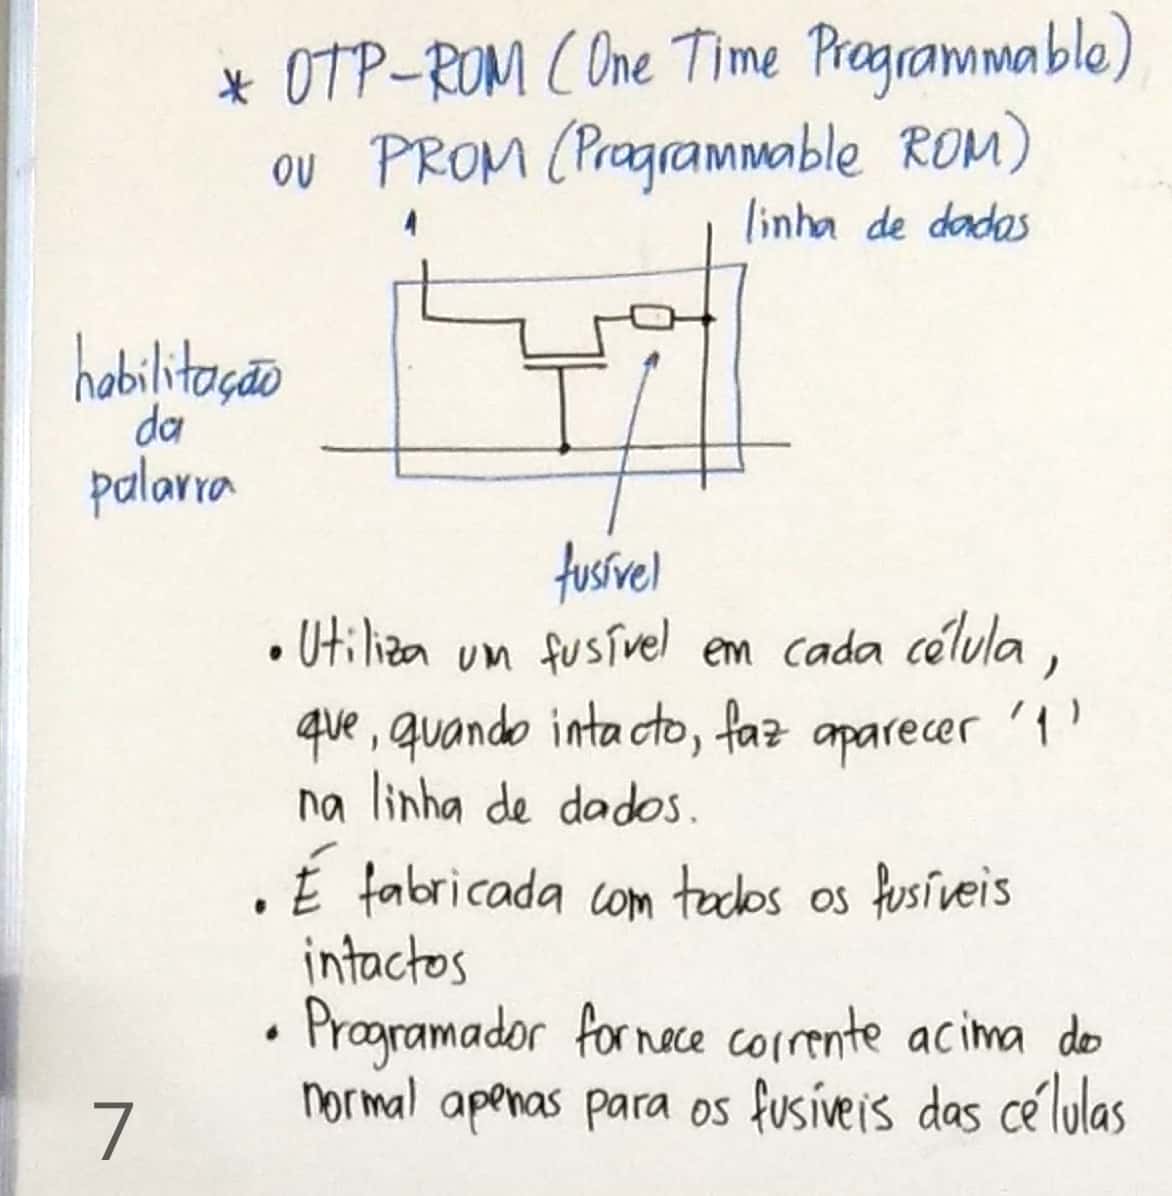 * OTP-ROM (One Time Programmable)
ou PROM (Programmable ROM)
1 linha de dados
habilitação
da
palavra
fusível
• Utiliza um fusível em cada célula,
que, quando intacto, faz aparecer '1'
na linha de dados.
• É fabricada com todos os fusíveis
intactos
• Programador fornece corrente acima do
normal apenas para os fusíveis das células
7